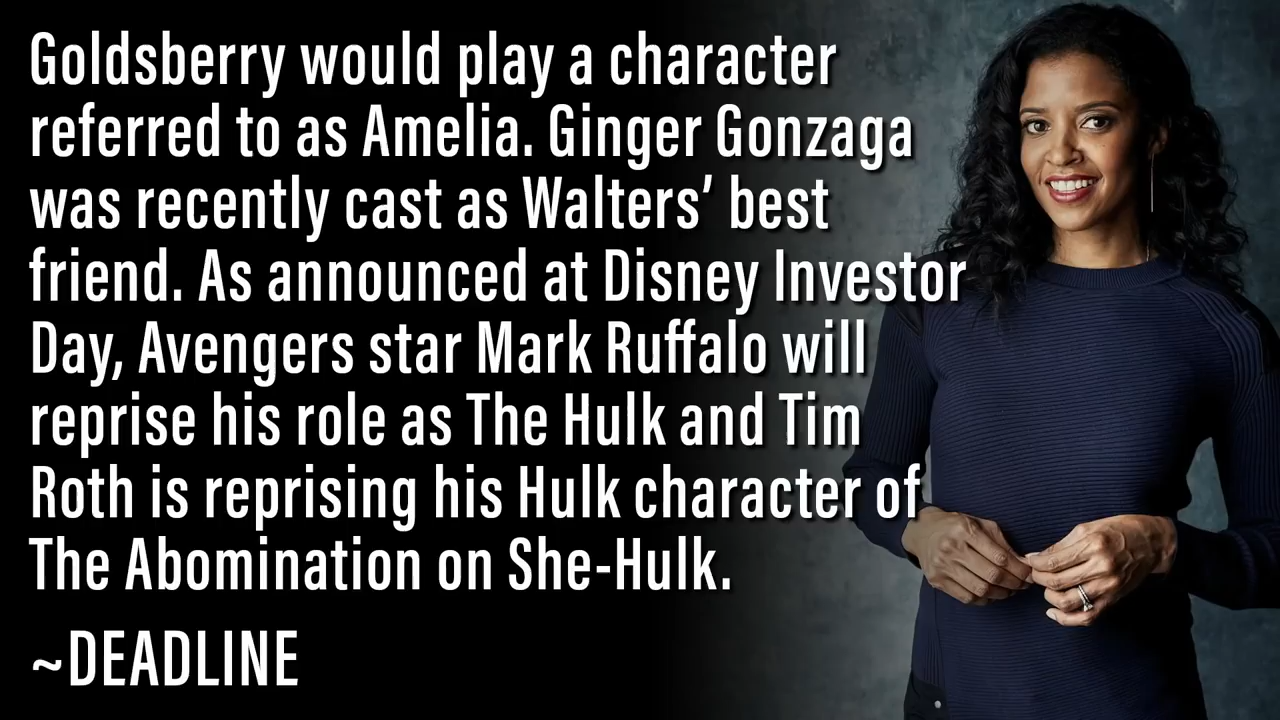 Goldsberry would play a character
referred to as Amelia. Ginger Gonzaga
was recently cast as Walters’ best
friend. As announced at Disney Investor
Day, Avengers star Mark Ruffalo will
reprise his role as The Hulk and Tim
Roth is reprising his Hulk character of
The Abomination on She-Hulk.
~DEADLINE